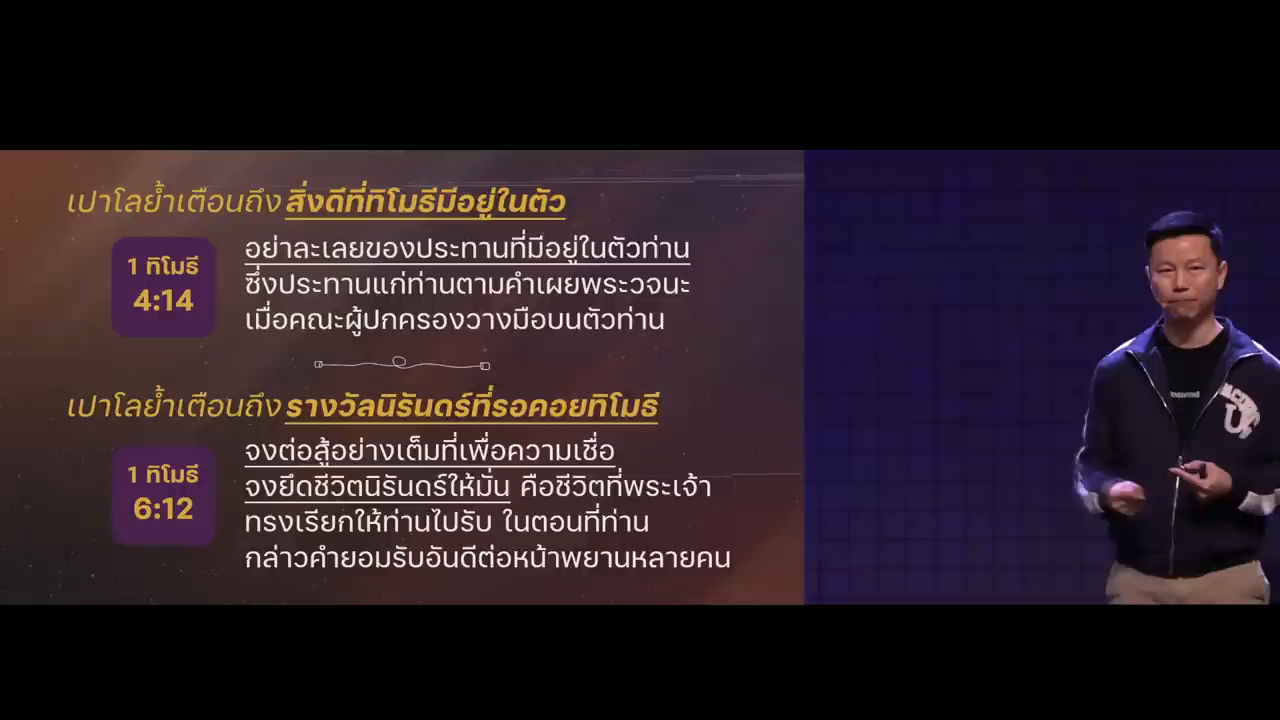 เปาโลย้ำเตือนถึง สิ่งดีที่ทิโมธีมีอยู่ในตัว
1 ทิโมธี
4:14
อย่าละเลยของประทานที่มีอยู่ในตัวท่าน
ซึ่งประทานแก่ท่านตามคำเผยพระวจนะ
เมื่อคณะผู้ปกครองวางมือบนตัวท่าน
เปาโลย้ำเตือนถึง รางวัลนิรันดร์ที่รอคอยทิโมธี
1 ทิโมธี
6:12
จงต่อสู้อย่างเต็มที่เพื่อความเชื่อ
จงยึดชีวิตนิรันดร์ให้มั่น คือชีวิตที่พระเจ้า
ทรงเรียกให้ท่านไปรับ ในตอนที่ท่าน
กล่าวคำยอมรับอันดีต่อหน้าพยานหลายคน